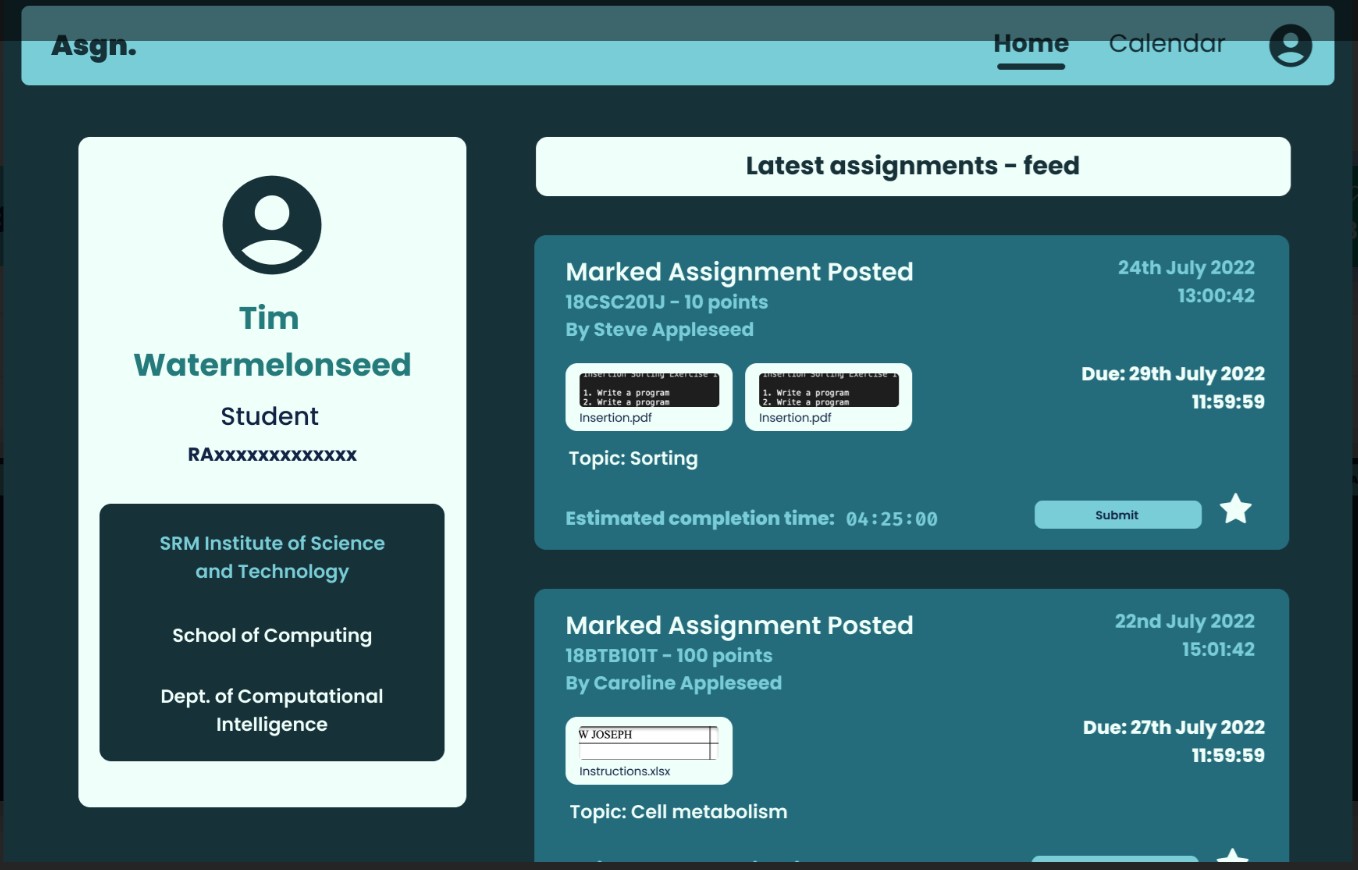 Asgn.
Home
Calendar
Tim
Watermelonseed
Student
RAxxxxxxxxxxxxx
SRM Institute of Science
and Technology
School of Computing
Dept. of Computational
Intelligence
Latest assignments - feed
Marked Assignment Posted
24th July 2022
18CSC201J - 10 points
13:00:42
By Steve Appleseed
Due: 29th July 2022
11:59:59
Insertion Sorting Exercise
1. Write a program
2. Write a program
Insertion.pdf
Insertion Sorting Exercise
1. Write a program
2. Write a program
Insertion.pdf
Topic: Sorting
Estimated completion time: 04:25:00
Submit
Marked Assignment Posted
22nd July 2022
18BTB101T - 100 points
15:01:42
By Caroline Appleseed
Due: 27th July 2022
11:59:59
W JOSEPH
Instructions.xlsx
Topic: Cell metabolism